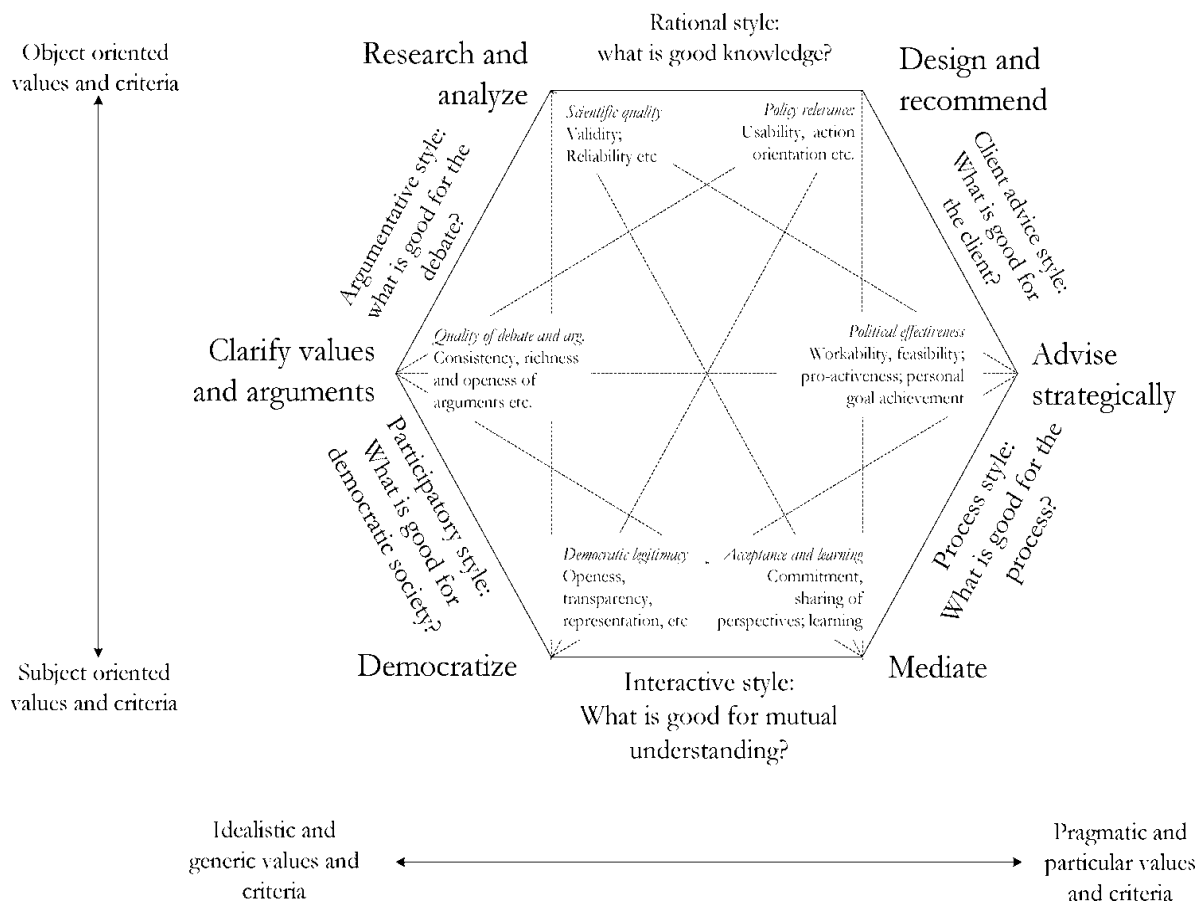 Object oriented
values and criteria
Research and
analyze
Rational style:
what is good knowledge?
Design and
recommend
Scientific quality
Validity;
Reliability etc
Policy relevance:
Usability, action
orientation etc.
Argumentative style:
what is good for the
debate?
Client advice style:
What is good for
the client?
Clarify values
and arguments
Quality of debate and arg.
Consistency, richness
and openess of
arguments etc.
Political effectiveness
Workability, feasibility;
pro-activeness; personal
goal achievement
Advise
strategically
Participatory style:
What is good for
democratic society?
Process style:
What is good for the
process?
Democratic legitimacy
Openess,
transparency,
representation, etc
Acceptance and learning
Commitment,
sharing of
perspectives; learning
Subject oriented
values and criteria
Democratize
Mediate
Interactive style:
What is good for mutual
understanding?
Idealistic and
generic values and
criteria
Pragmatic and
particular values
and criteria